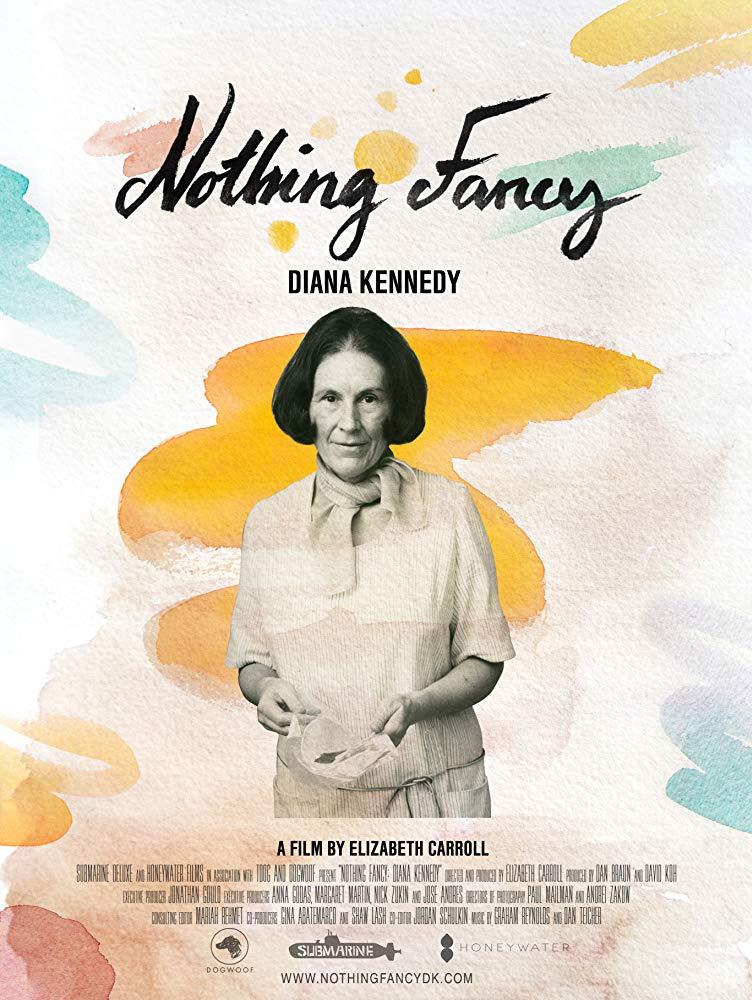 Nothing Fancy
DIANA KENNEDY
A FILM BY ELIZABETH CARROLL
SUBMARINE DELUXE AND HONEYWATER FILMS IN ASSOCIATION WITH TDOG AND DOGWOOF PRESENT "NOTHING FANCY: DIANA KENNEDY" DIRECTED AND PRODUCED BY ELIZABETH CARROLL PRODUCED BY DAN BRAUN AND DAVID KOH
EXECUTIVE PRODUCER JONATHAN GOULD EXECUTIVE PRODUCERS ANNA GODAS, MARGARET MARTIN, NICK ZUKIN AND JOSE ANDRES DIRECTORS OF PHOTOGRAPHY PAUL MAILMAN AND ANDREI ZAKOW
CONSULTING EDITOR MARIAH REHMET CO-PRODUCERS GINA ABATEMARCO AND SHAW LASH CO-EDITOR JORDAN SCHULKIN MUSIC BY GRAHAM REYNOLDS AND DAN TEICHER
DOGWOOF
SUBMARINE
HONEYWATER
WWW.NOTHINGFANCYDK.COM